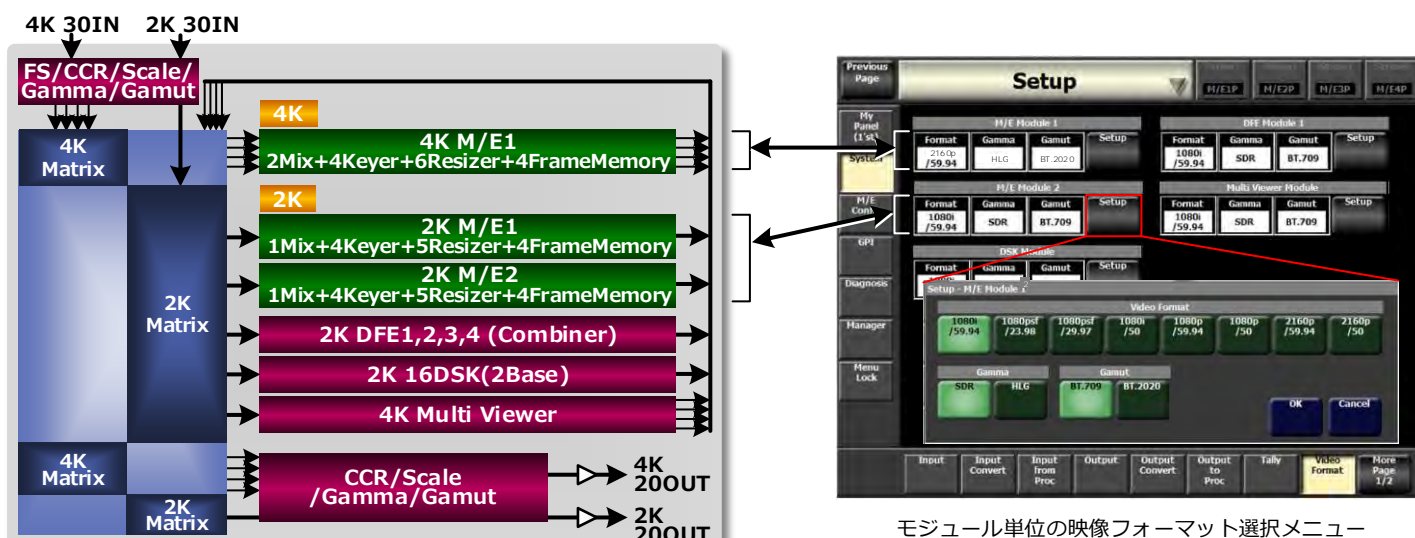 4K 30IN 2K 30IN
FS/CCR/Scale/
Gamma/Gamut
4K
Matrix
4K
4K M/E1
2Mix+4Keyer+6Resizer+4FrameMemory
2K
2K M/E1
1Mix+4Keyer+5Resizer+4FrameMemory
2K M/E2
1Mix+4Keyer+5Resizer+4FrameMemory
2K
Matrix
2K DFE1,2,3,4 (Combiner)
2K 16DSK(2Base)
4K Multi Viewer
4K
Matrix
CCR/Scale
/Gamma/Gamut
4K
20OUT
2K
Matrix
2K
20OUT
Previous
Page
Setup
M/E1P M/E2P M/E3P M/E4P
My
Panel
(1'st)
System
M/E
GPI
Diagnosis
Manager
Menu
Lock
M/E Module 1
Format Gamma Gamut Setup
2160p
/59.94
HLG BT.2020
DFE Module 1
Format Gamma Gamut Setup
1080i
/59.94
SDR BT.709
M/E Module 2
Format Gamma Gamut Setup
1080i
/59.94
SDR BT.709
Multi Viewer Module
Format Gamma Gamut Setup
1080i
/59.94
SDR BT.709
DSK Module
Format Gamma Gamut Setup
Setup - M/E Module
Video Format
1080i
/59.94
1080psf
/23.98
1080psf
/29.97
1080i
/50
1080p
/59.94
1080p
/50
2160p
/59.94
2160p
/50
Gamma Gamut
SDR HLG BT.709 BT.2020
OK Cancel
Input
Input
Convert
Input
from
Proc
Output
Output
Convert
Output
to
Proc
Tally
Video
Format
More
Page
1/2
モジュール単位の映像フォーマット選択メニュー